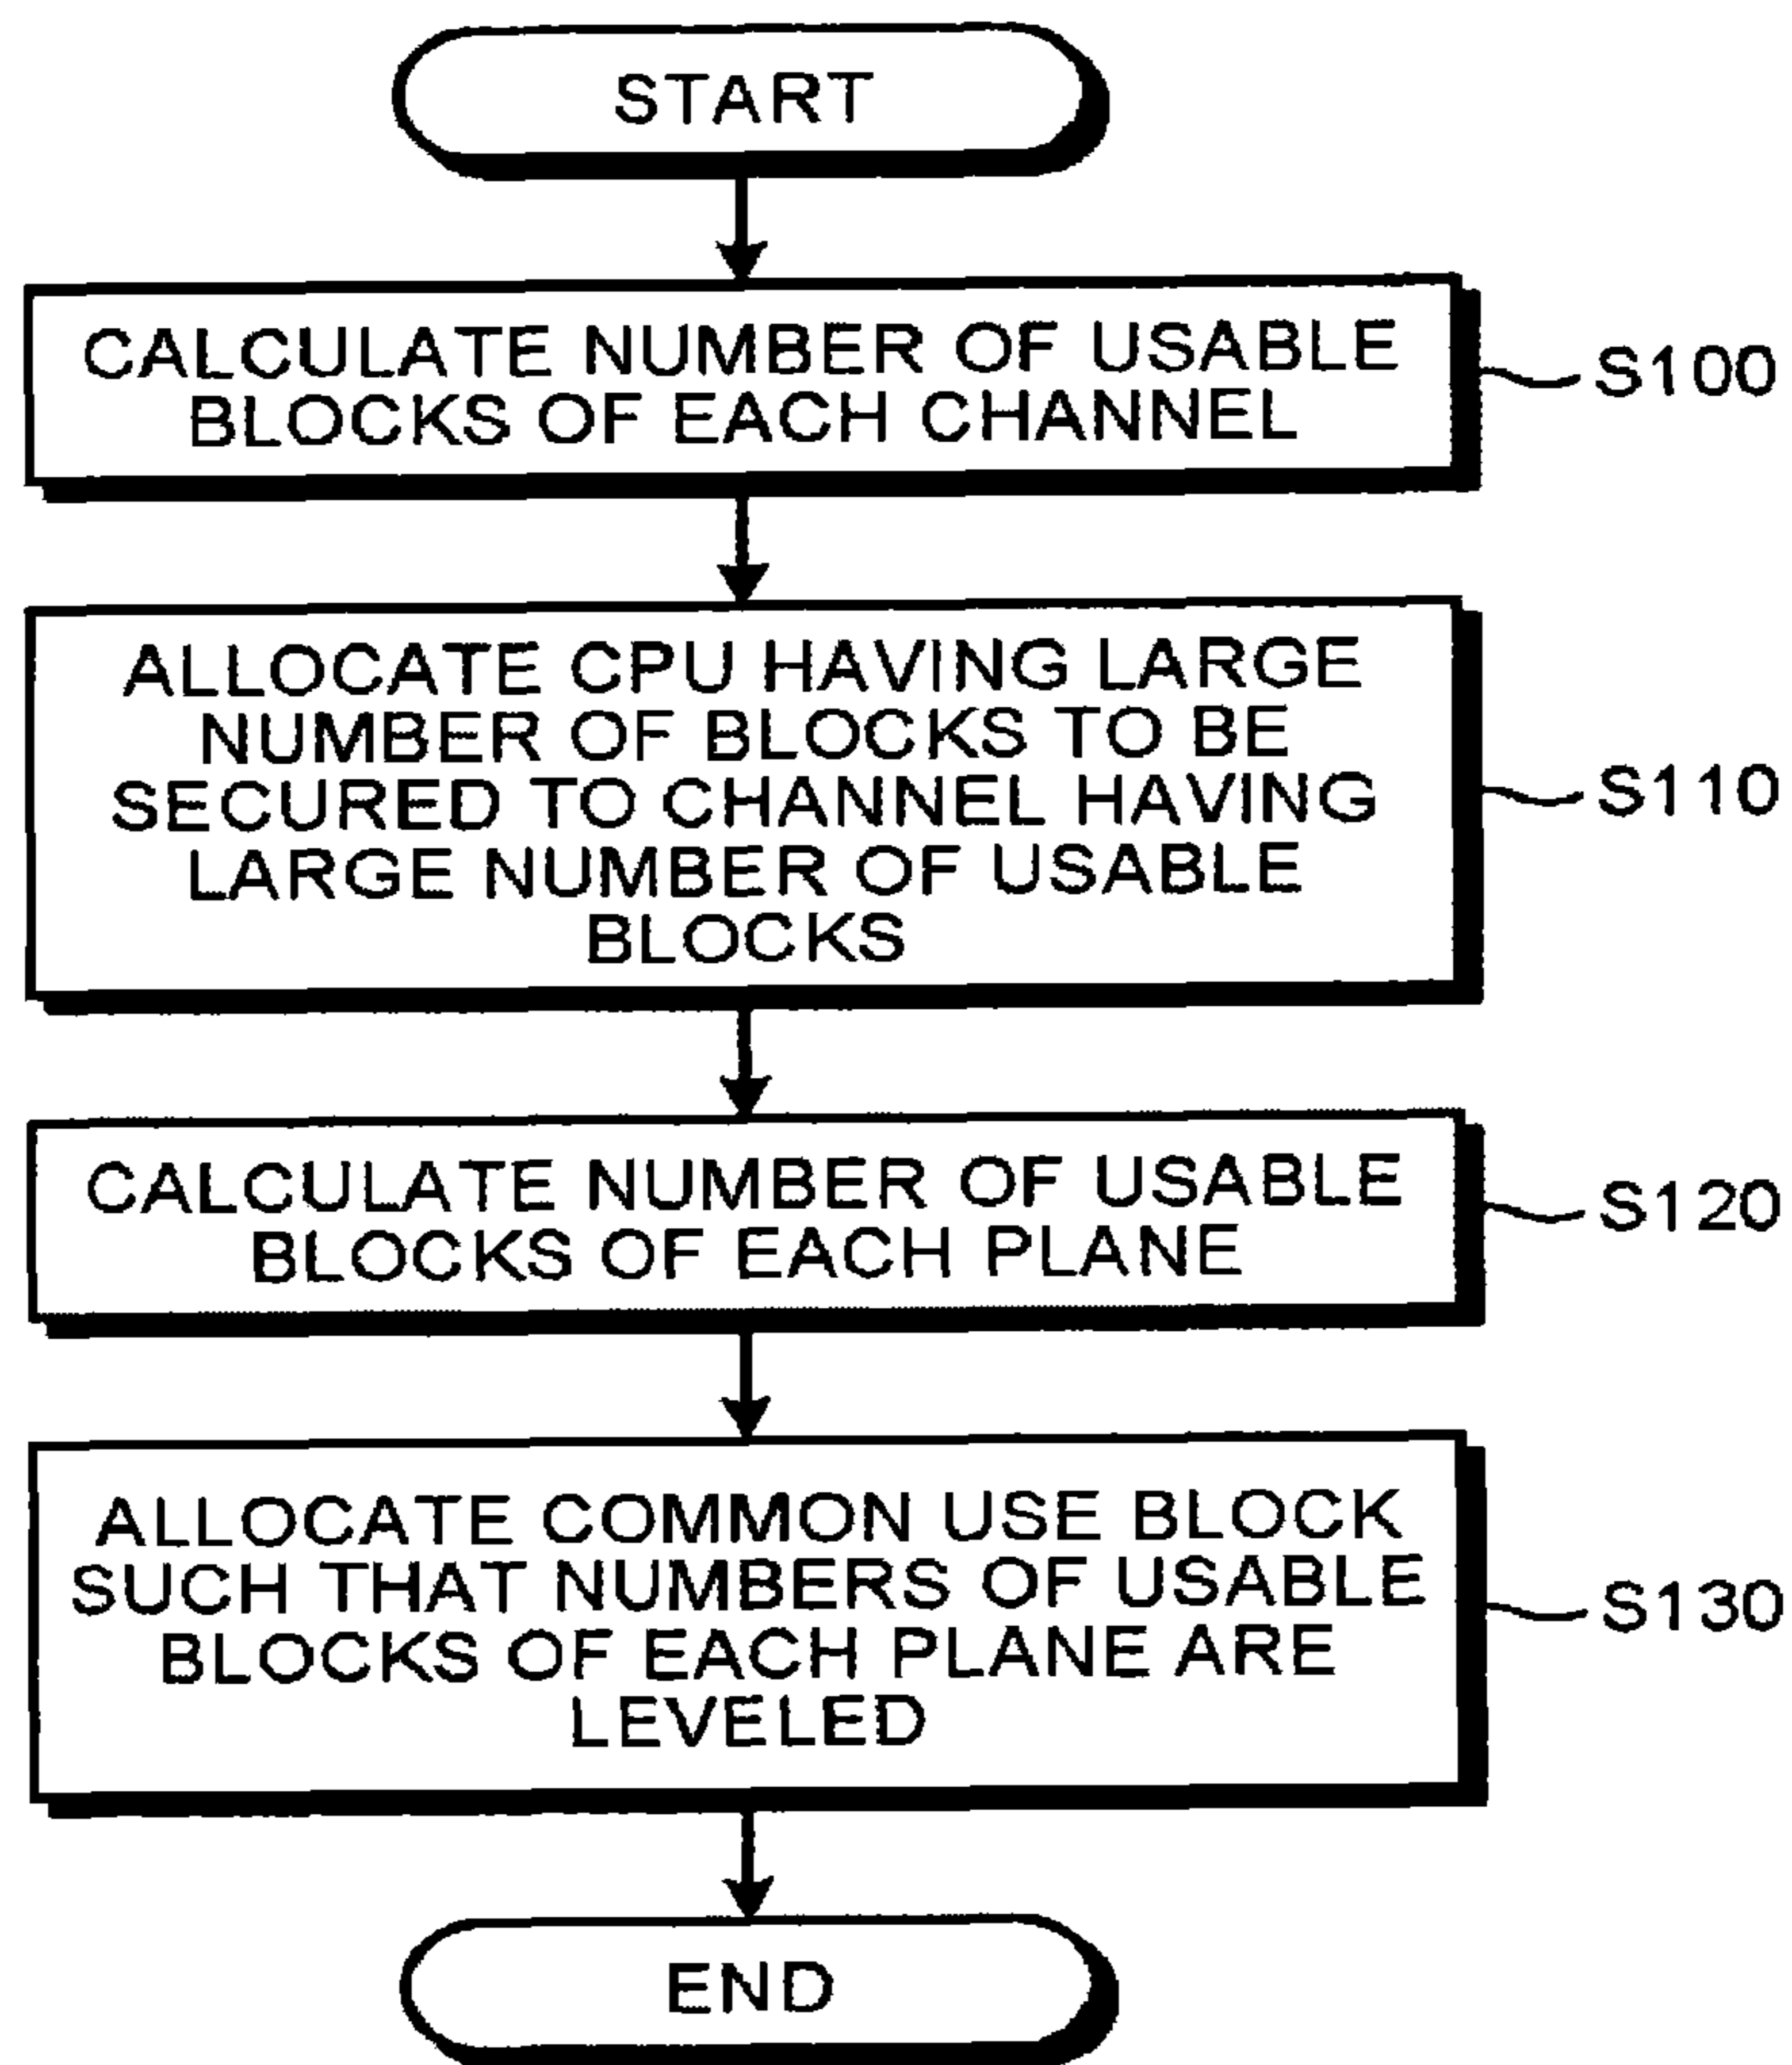 START
CALCULATE NUMBER OF USABLE
BLOCKS OF EACH CHANNEL
S100
ALLOCATE CPU HAVING LARGE
NUMBER OF BLOCKS TO BE
SECURED TO CHANNEL HAVING
LARGE NUMBER OF USABLE
BLOCKS
S110
CALCULATE NUMBER OF USABLE
BLOCKS OF EACH PLANE
S120
ALLOCATE COMMON USE BLOCK
SUCH THAT NUMBERS OF USABLE
BLOCKS OF EACH PLANE ARE
LEVELED
S130
END